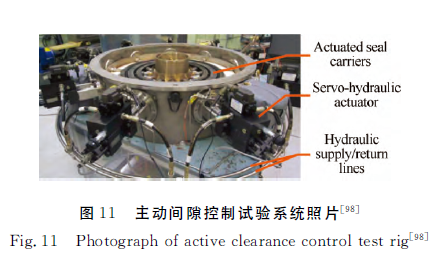 Actuated seal
carriers
Servo-hydraulic
actuator
Hydraulic
supply/return
lines
图 11 主动间隙控制试验系统照片[98]
Fig. 11 Photograph of active clearance control test rig[98]